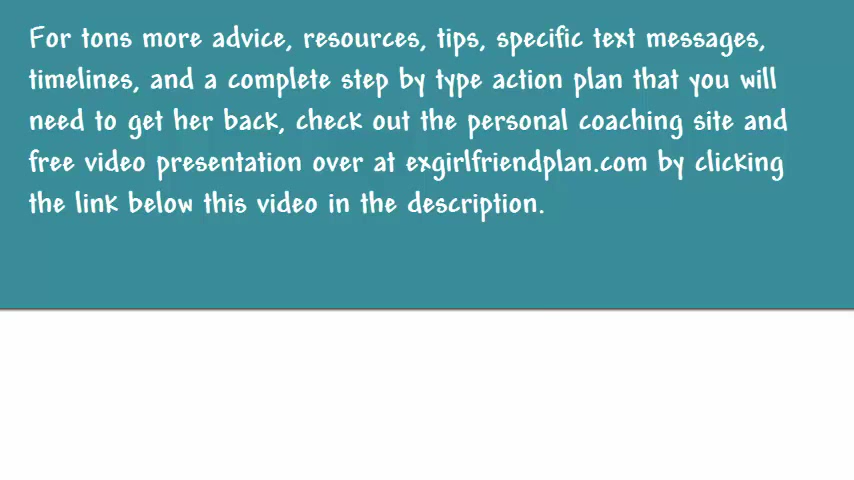 For tons more advice, resources, tips, specific text messages,
timelines, and a complete step by type action plan that you will
need to get her back, check out the personal coaching site and
free video presentation over at exgirlfriendplan.com by clicking
the link below this video in the description.